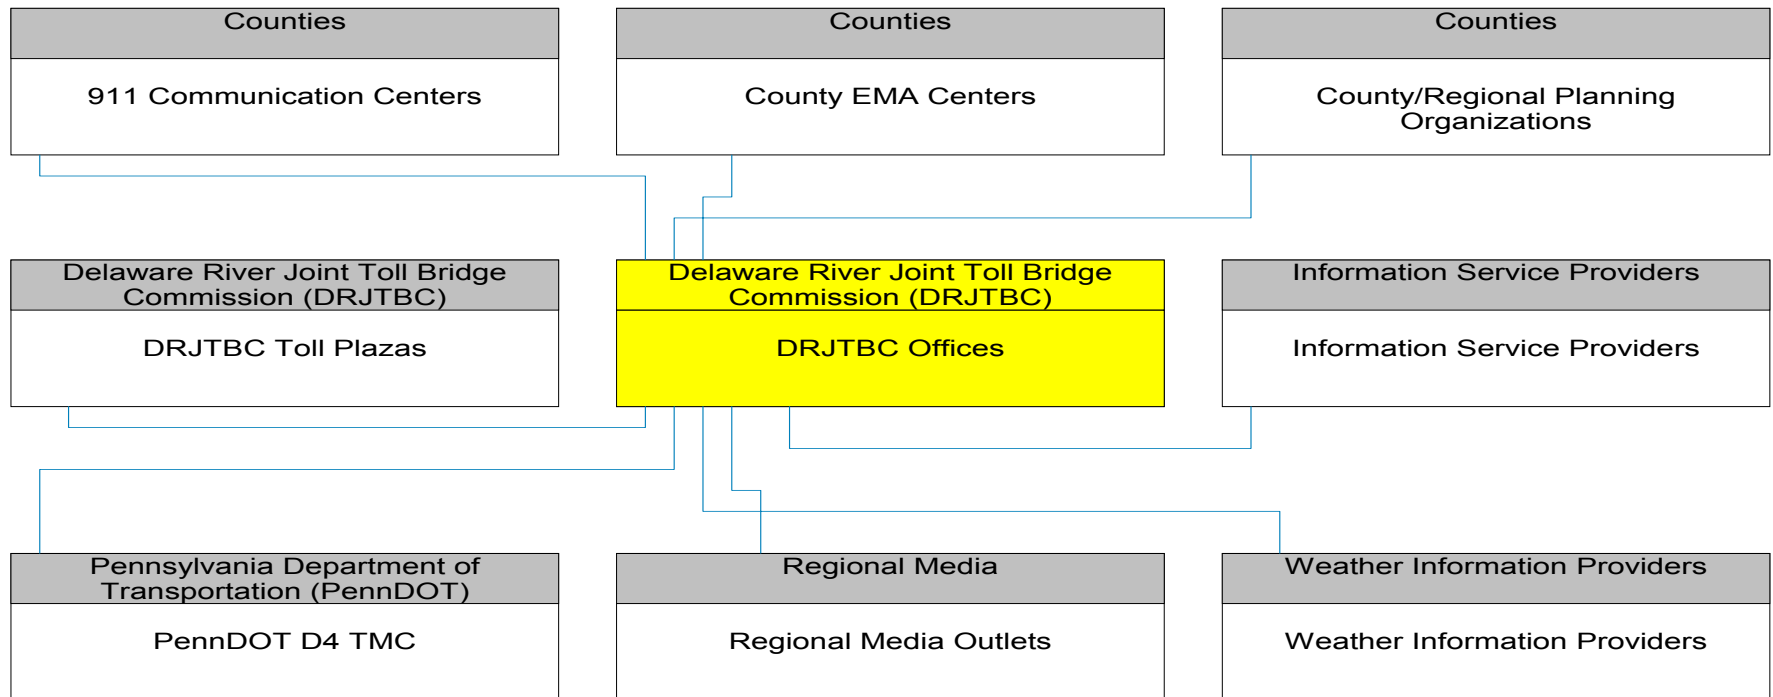 Counties
911 Communication Centers
Counties
County EMA Centers
Counties
County/Regional Planning
Organizations
Delaware River Joint Toll Bridge
Commission (DRJTBC)
DRJTBC Toll Plazas
Delaware River Joint Toll Bridge
Commission (DRJTBC)
DRJTBC Offices
Information Service Providers
Information Service Providers
Pennsylvania Department of
Transportation (PennDOT)
PennDOT D4 TMC
Regional Media
Regional Media Outlets
Weather Information Providers
Weather Information Providers